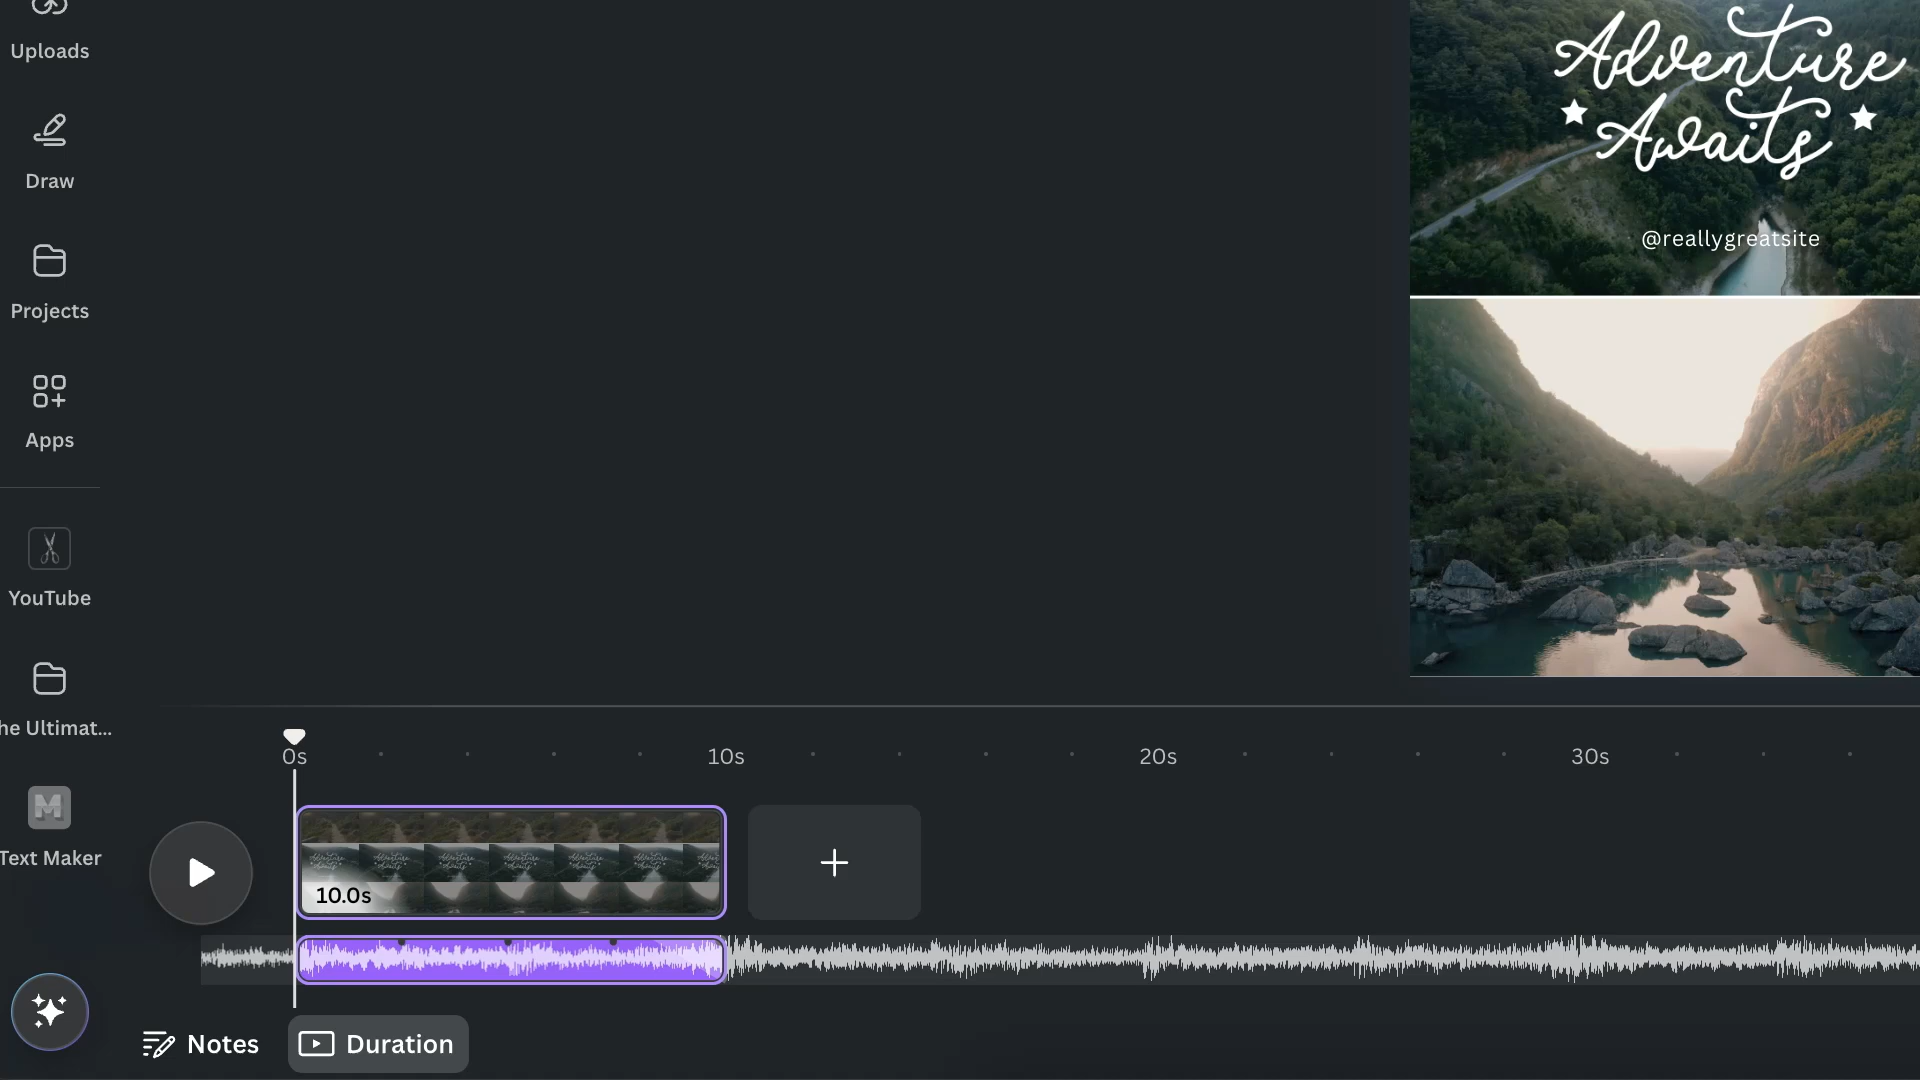 Uploads
Draw
Projects
Apps
YouTube
he Ultimat...
Text Maker
Adventure
Awaits
@reallygreatsite
0s
10s
20s
30s
10.0s
Notes
Duration